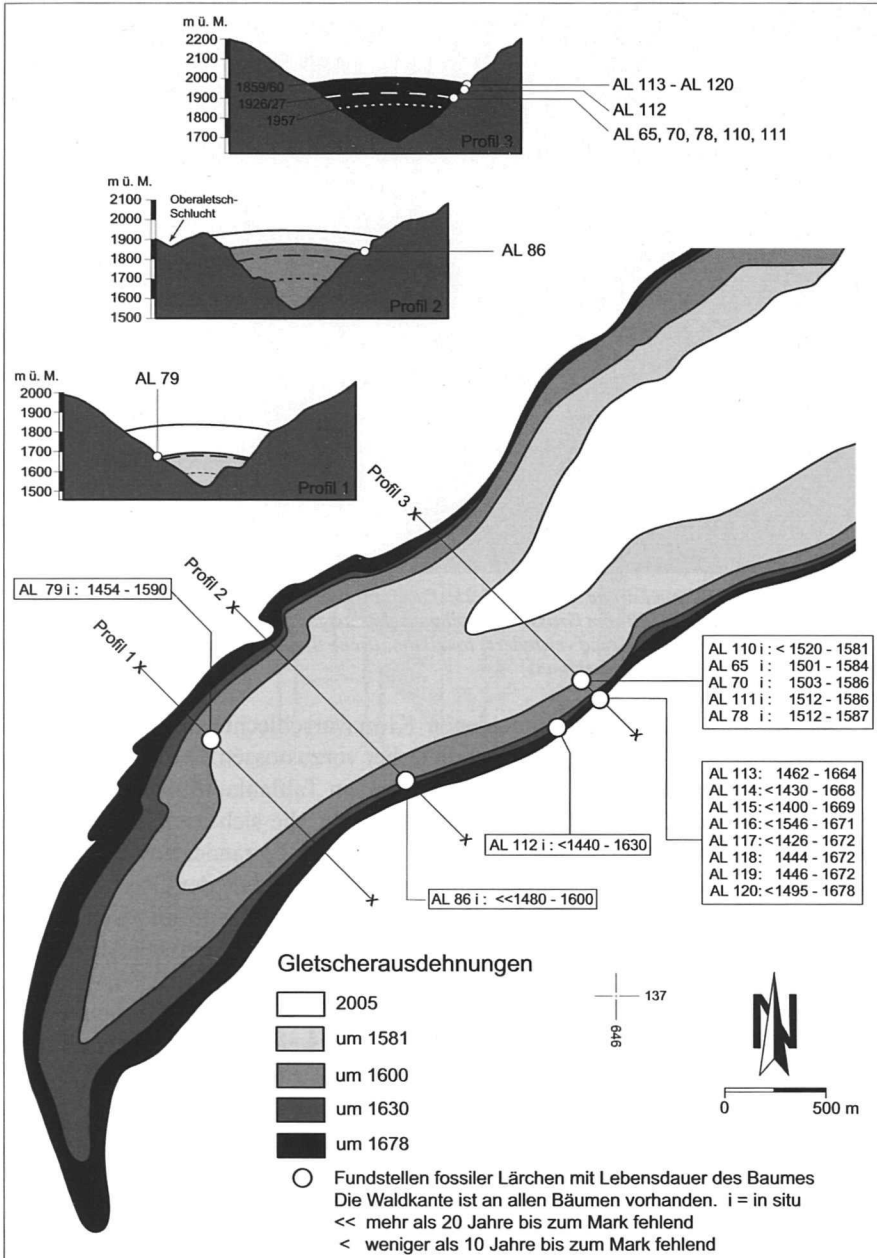 m ü. M.
2200
2100
2000
1900
1800
1700
1859/60
1926/27
1957
Profil 3
AL 113 - AL 120
AL 112
AL 65, 70, 78, 110, 111
m ü. M.
2100
2000
1900
1800
1700
1600
1500
Oberaletsch-
Schlucht
Profil 2
AL 86
m ü. M.
2000
1900
1800
1700
1600
1500
AL 79
Profil 1
Profil 3
Profil 2
Profil 1
AL 79 i: 1454 - 1590
AL 110 i: < 1520 - 1581
AL 65 i: 1501 - 1584
AL 70 i: 1503 - 1586
AL 111 i: 1512 - 1586
AL 78 i: 1512 - 1587
AL 113: 1462 - 1664
AL 114: <1430 - 1668
AL 115: <1400 - 1669
AL 116: <1546 - 1671
AL 117: <1426 - 1672
AL 118: 1444 - 1672
AL 119: 1446 - 1672
AL 120: <1495 - 1678
AL 112 i: <1440 - 1630
AL 86 i: <<1480 - 1600
Gletscherausdehnungen
2005
um 1581
um 1600
um 1630
um 1678
137
646
N
0 500 m
Fundstellen fossiler Lärchen mit Lebensdauer des Baumes
Die Waldkante ist an allen Bäumen vorhanden. i = in situ
<< mehr als 20 Jahre bis zum Mark fehlend
< weniger als 10 Jahre bis zum Mark fehlend